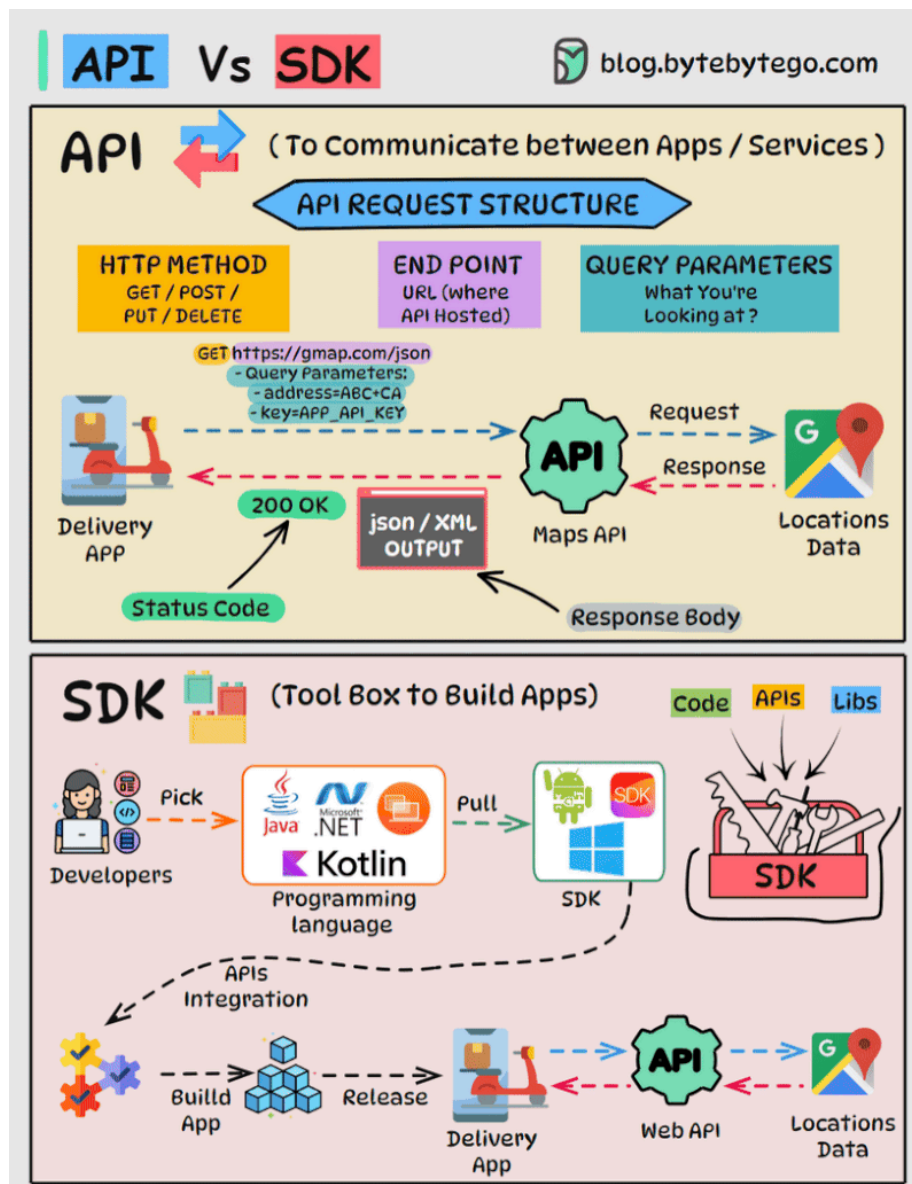 API Vs SDK
blog.bytebytego.com
API
( To Communicate between Apps / Services )
API REQUEST STRUCTURE
HTTP METHOD
GET / POST /
PUT / DELETE
END POINT
URL (where
API Hosted)
QUERY PARAMETERS
What You're
Looking at ?
GET https://gmap.com/json
- Query Parameters:
- address=ABC+CA
- key=APP_API_KEY
Delivery
APP
API
Maps API
Request
Response
G
Locations
Data
200 OK
json / XML
OUTPUT
Status Code
Response Body
SDK
(Tool Box to Build Apps)
Code
APIs
Libs
SDK
Developers
Pick
Java
Microsoft
.NET
Kotlin
Programming
language
Pull
SDK
SDK
APIs
Integration
Builld
App
Release
Delivery
App
API
Web API
G
Locations
Data